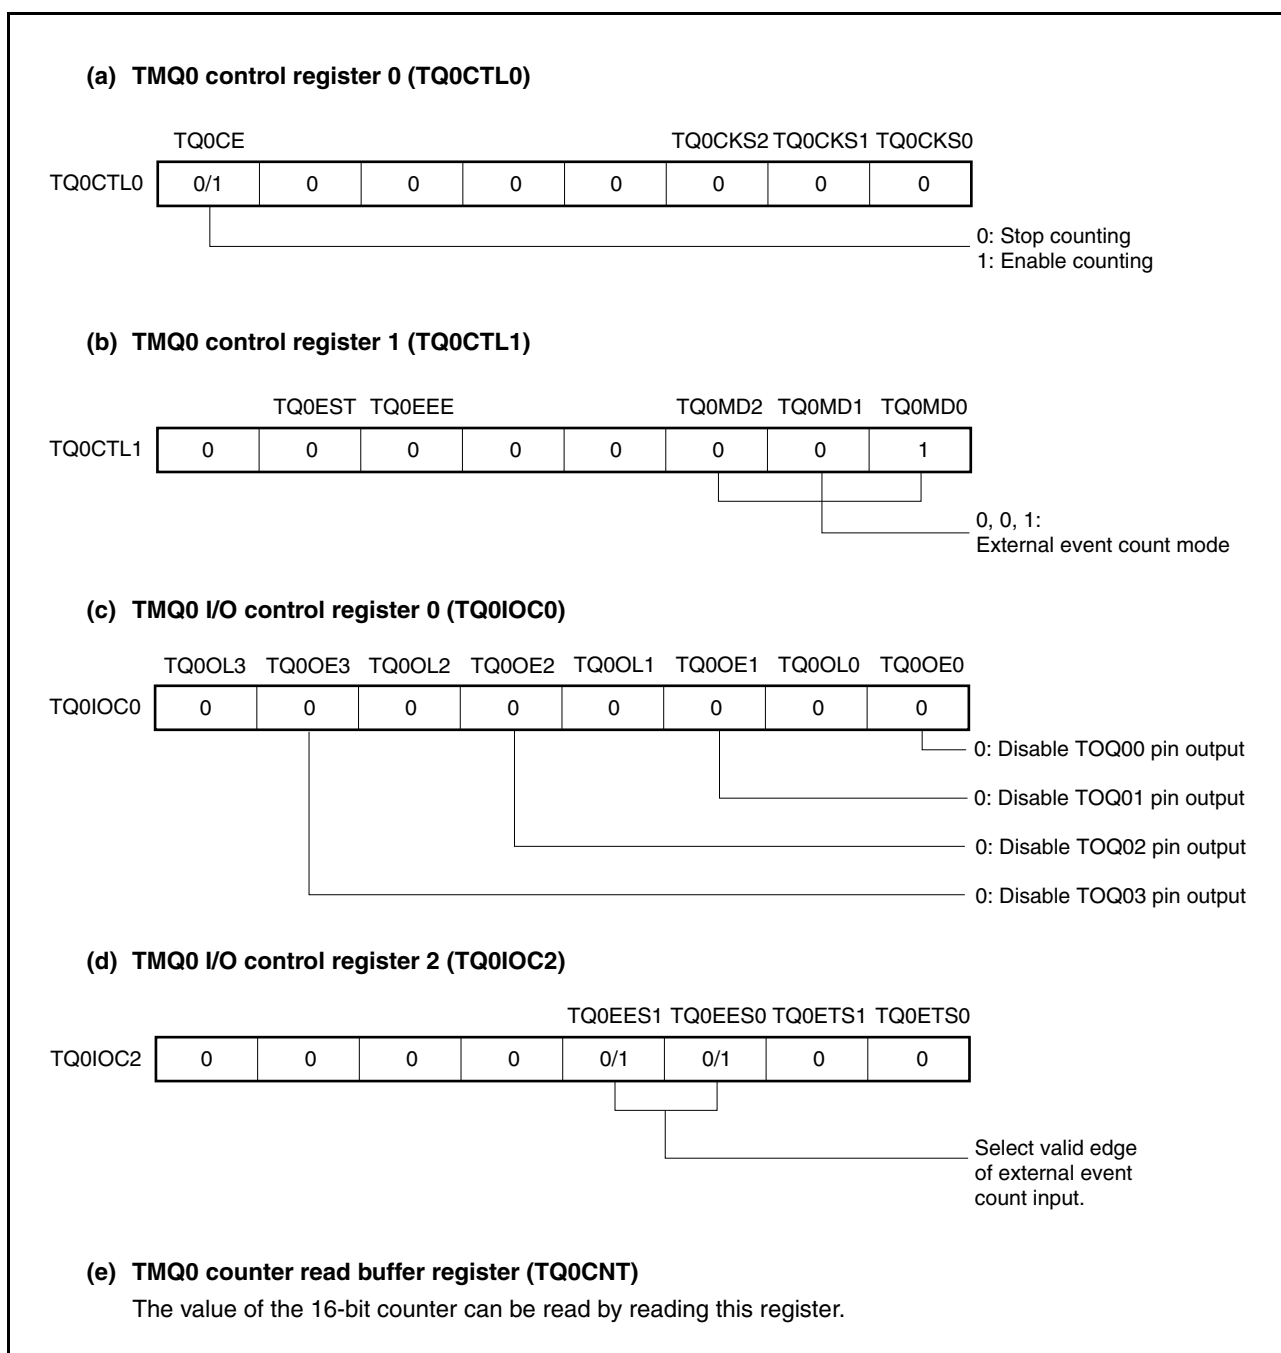 (a) TMQ0 control register 0 (TQ0CTL0)
TQ0CE TQ0CKS2 TQ0CKS1 TQ0CKS0
TQ0CTL0 0/1 0 0 0 0 0 0 0
0: Stop counting
1: Enable counting
(b) TMQ0 control register 1 (TQ0CTL1)
TQ0EST TQ0EEE TQ0MD2 TQ0MD1 TQ0MD0
TQ0CTL1 0 0 0 0 0 0 0 1
0, 0, 1:
External event count mode
(c) TMQ0 I/O control register 0 (TQ0IOC0)
TQ0OL3 TQ0OE3 TQ0OL2 TQ0OE2 TQ0OL1 TQ0OE1 TQ0OL0 TQ0OE0
TQ0IOC0 0 0 0 0 0 0 0 0
0: Disable TOQ00 pin output
0: Disable TOQ01 pin output
0: Disable TOQ02 pin output
0: Disable TOQ03 pin output
(d) TMQ0 I/O control register 2 (TQ0IOC2)
TQ0EES1 TQ0EES0 TQ0ETS1 TQ0ETS0
TQ0IOC2 0 0 0 0 0/1 0/1 0 0
Select valid edge
of external event
count input.
(e) TMQ0 counter read buffer register (TQ0CNT)
The value of the 16-bit counter can be read by reading this register.